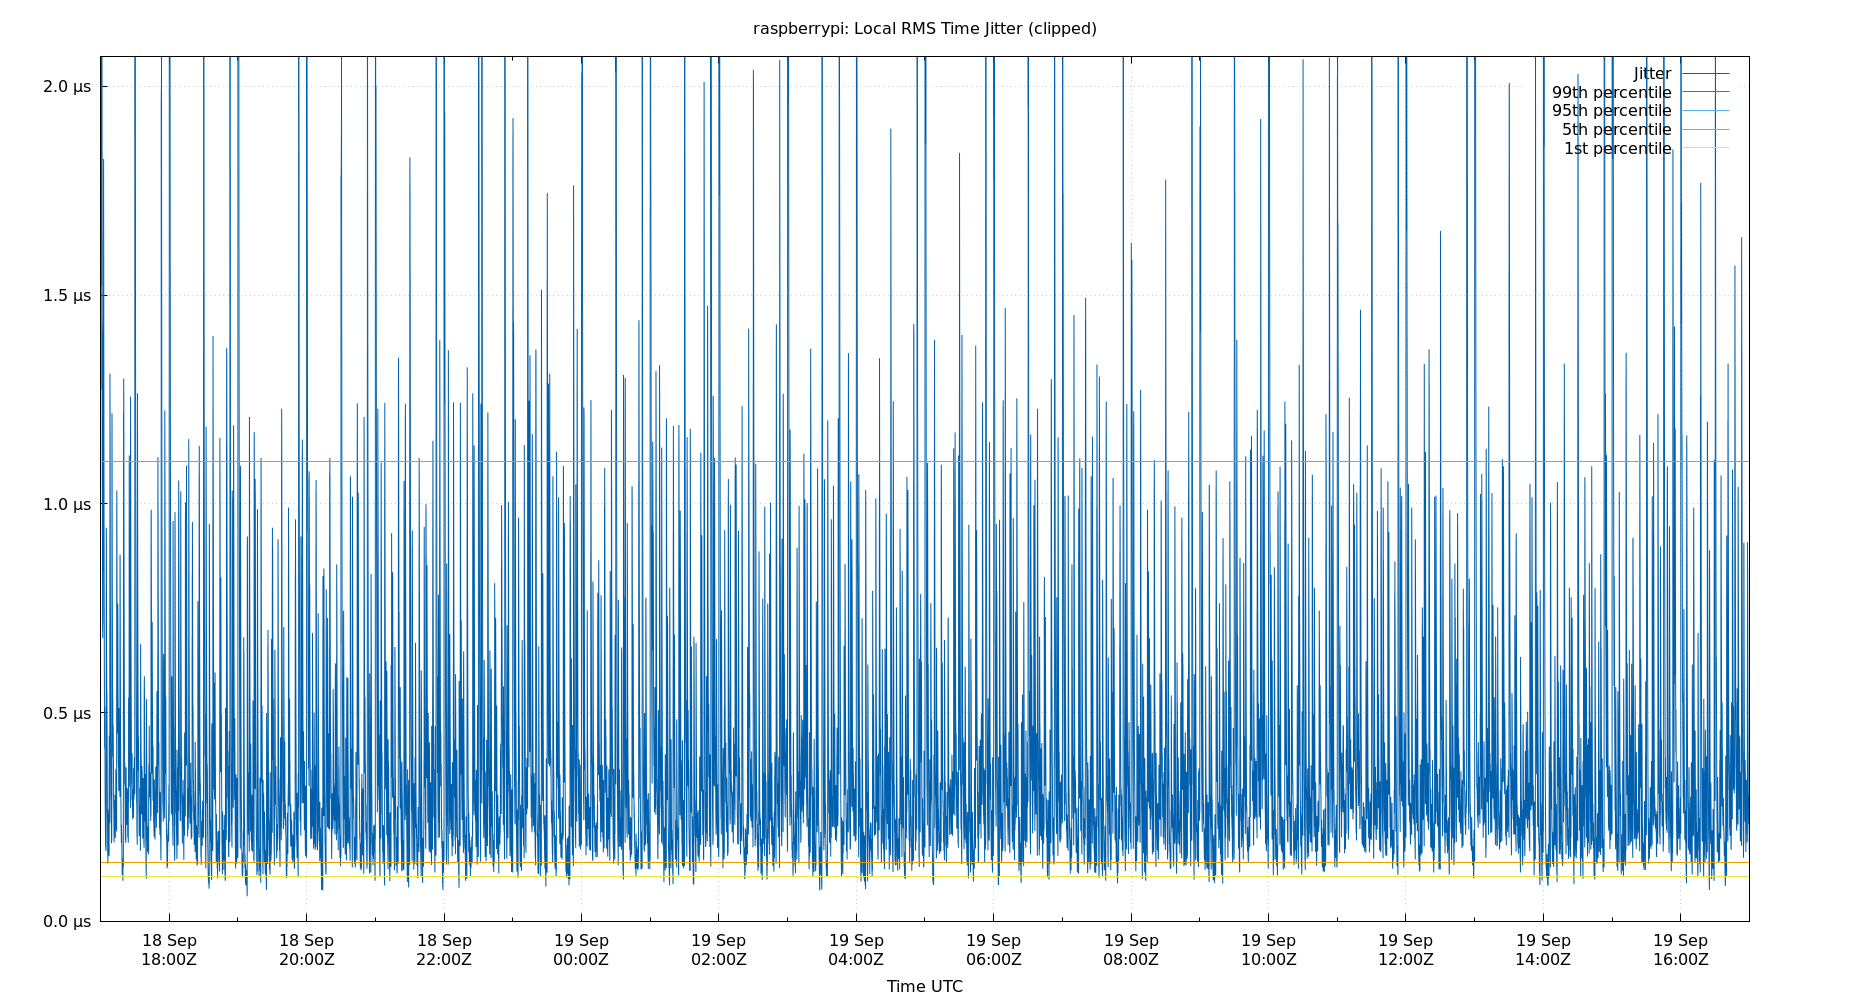 raspberrypi: Local RMS Time Jitter (clipped)
Jitter
99th percentile
95th percentile
5th percentile
1st percentile
2.0 µs
1.5 µs
1.0 µs
0.5 µs
0.0 µs
18 Sep 18 Sep 18 Sep 19 Sep 19 Sep 19 Sep 19 Sep 19 Sep 19 Sep 19 Sep 19 Sep 19 Sep
18:00Z 20:00Z 22:00Z 00:00Z 02:00Z 04:00Z 06:00Z 08:00Z 10:00Z 12:00Z 14:00Z 16:00Z
Time UTC